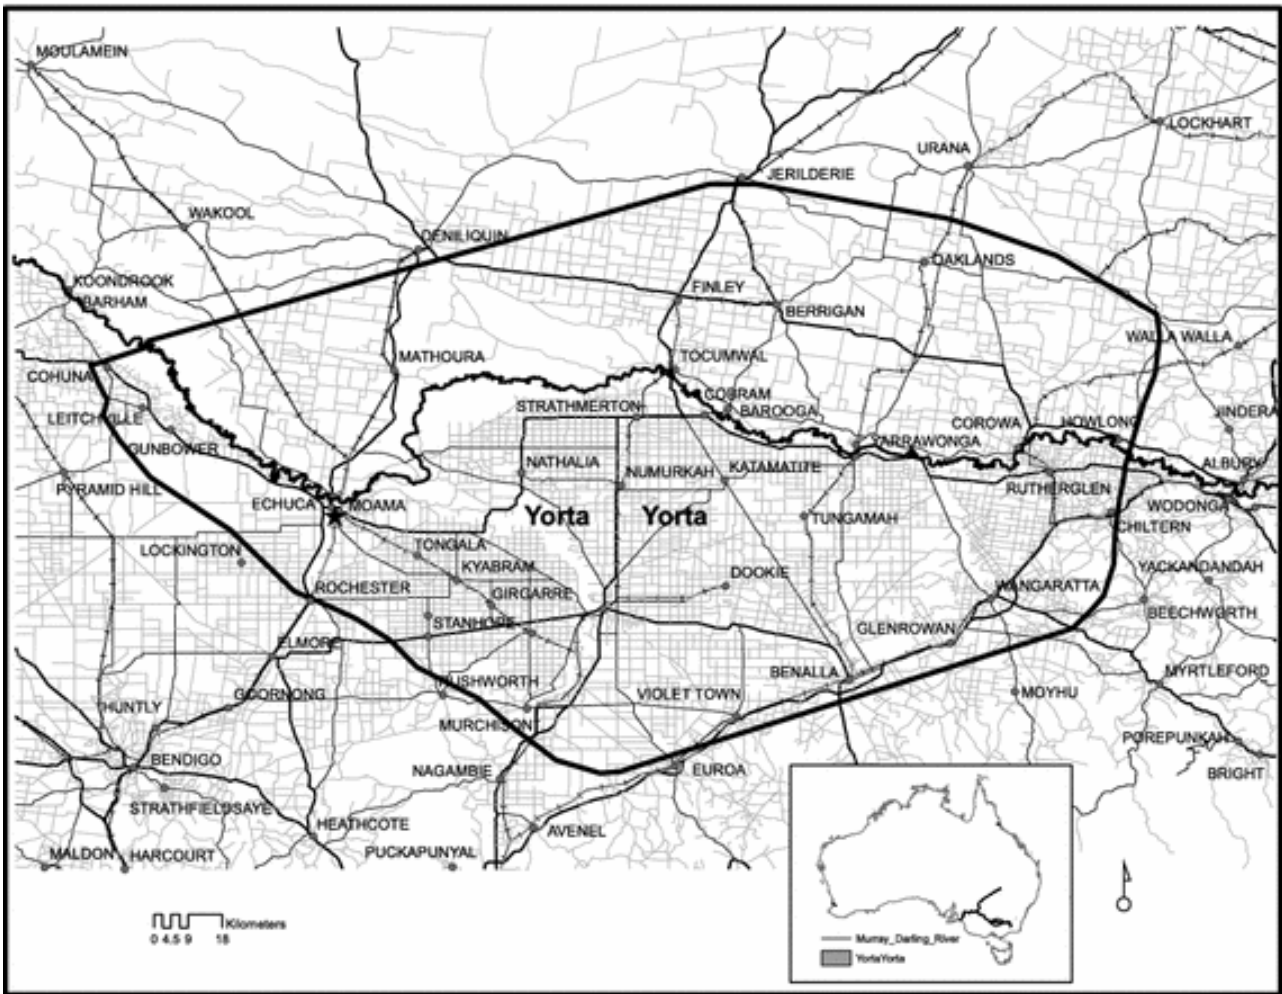 MOULAMEIN
LOCKHART
URANA
JERILDERIE
WAKOOL
DENILIQUIN
OAKLANDS
KOONDROOK
BARHAM
FINLEY
BERRIGAN
WALLA WALLA
MATHOURA
TOCUMWAL
COHUNA
COBRAM
STRATHMERTON
BAROOGA
LEITCHVILLE
COROWA
HOWLONG
JINDERA
GUNBOWER
YARRAWONGA
NATHALIA
NUMURKAH
KATAMATITE
ALBURY
PYRAMID HILL
RUTHERGLEN
ECHUCA
MOAMA
WODONGA
Yorta Yorta
TUNGAMAH
CHILTERN
LOCKINGTON
TONGALA
KYABRAM
DOOKIE
YACKANDANDAH
ROCHESTER
GIRGARRE
WANGARATTA
BEECHWORTH
STANHOPE
GLENROWAN
ELMORE
BENALLA
MYRTLEFORD
GOORNONG
RUSHWORTH
VIOLET TOWN
MOYHU
HUNTLY
MURCHISON
POREPUNKAH
BENDIGO
NAGAMBIE
EUROA
BRIGHT
STRATHFIELDSAYE
HEATHCOTE
AVENEL
MALDON
HARCOURT
PUCKAPUNYAL
Kilometers
0 4.5 9 18
Murray_Darling_River
YortaYorta